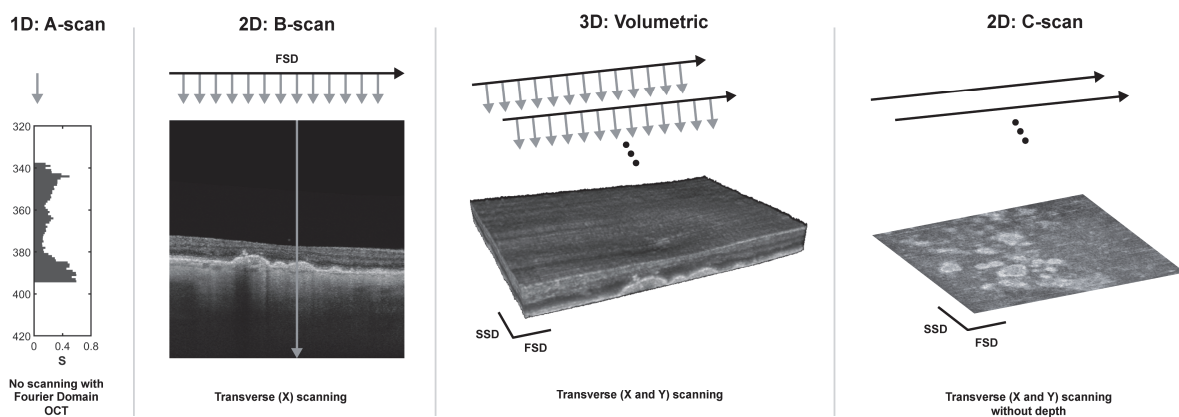 1D: A-scan
320
340
360
380
400
420
0 0.4 0.8
S
No scanning with
Fourier Domain
OCT
2D: B-scan
FSD
Transverse (X) scanning
3D: Volumetric
SSD
FSD
Transverse (X and Y) scanning
2D: C-scan
SSD
FSD
Transverse (X and Y) scanning
without depth